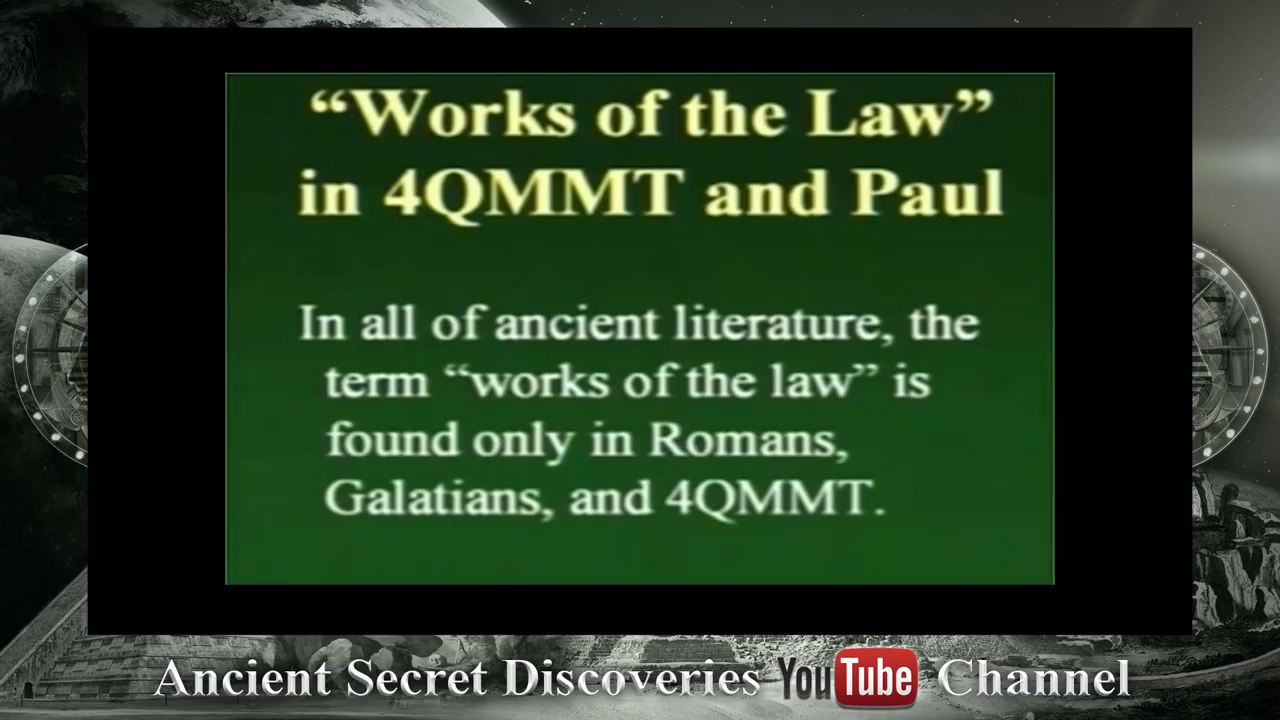 “Works of the Law”
in 4QMMT and Paul
In all of ancient literature, the
term “works of the law” is
found only in Romans,
Galatians, and 4QMMT.
Ancient Secret Discoveries YouTube Channel